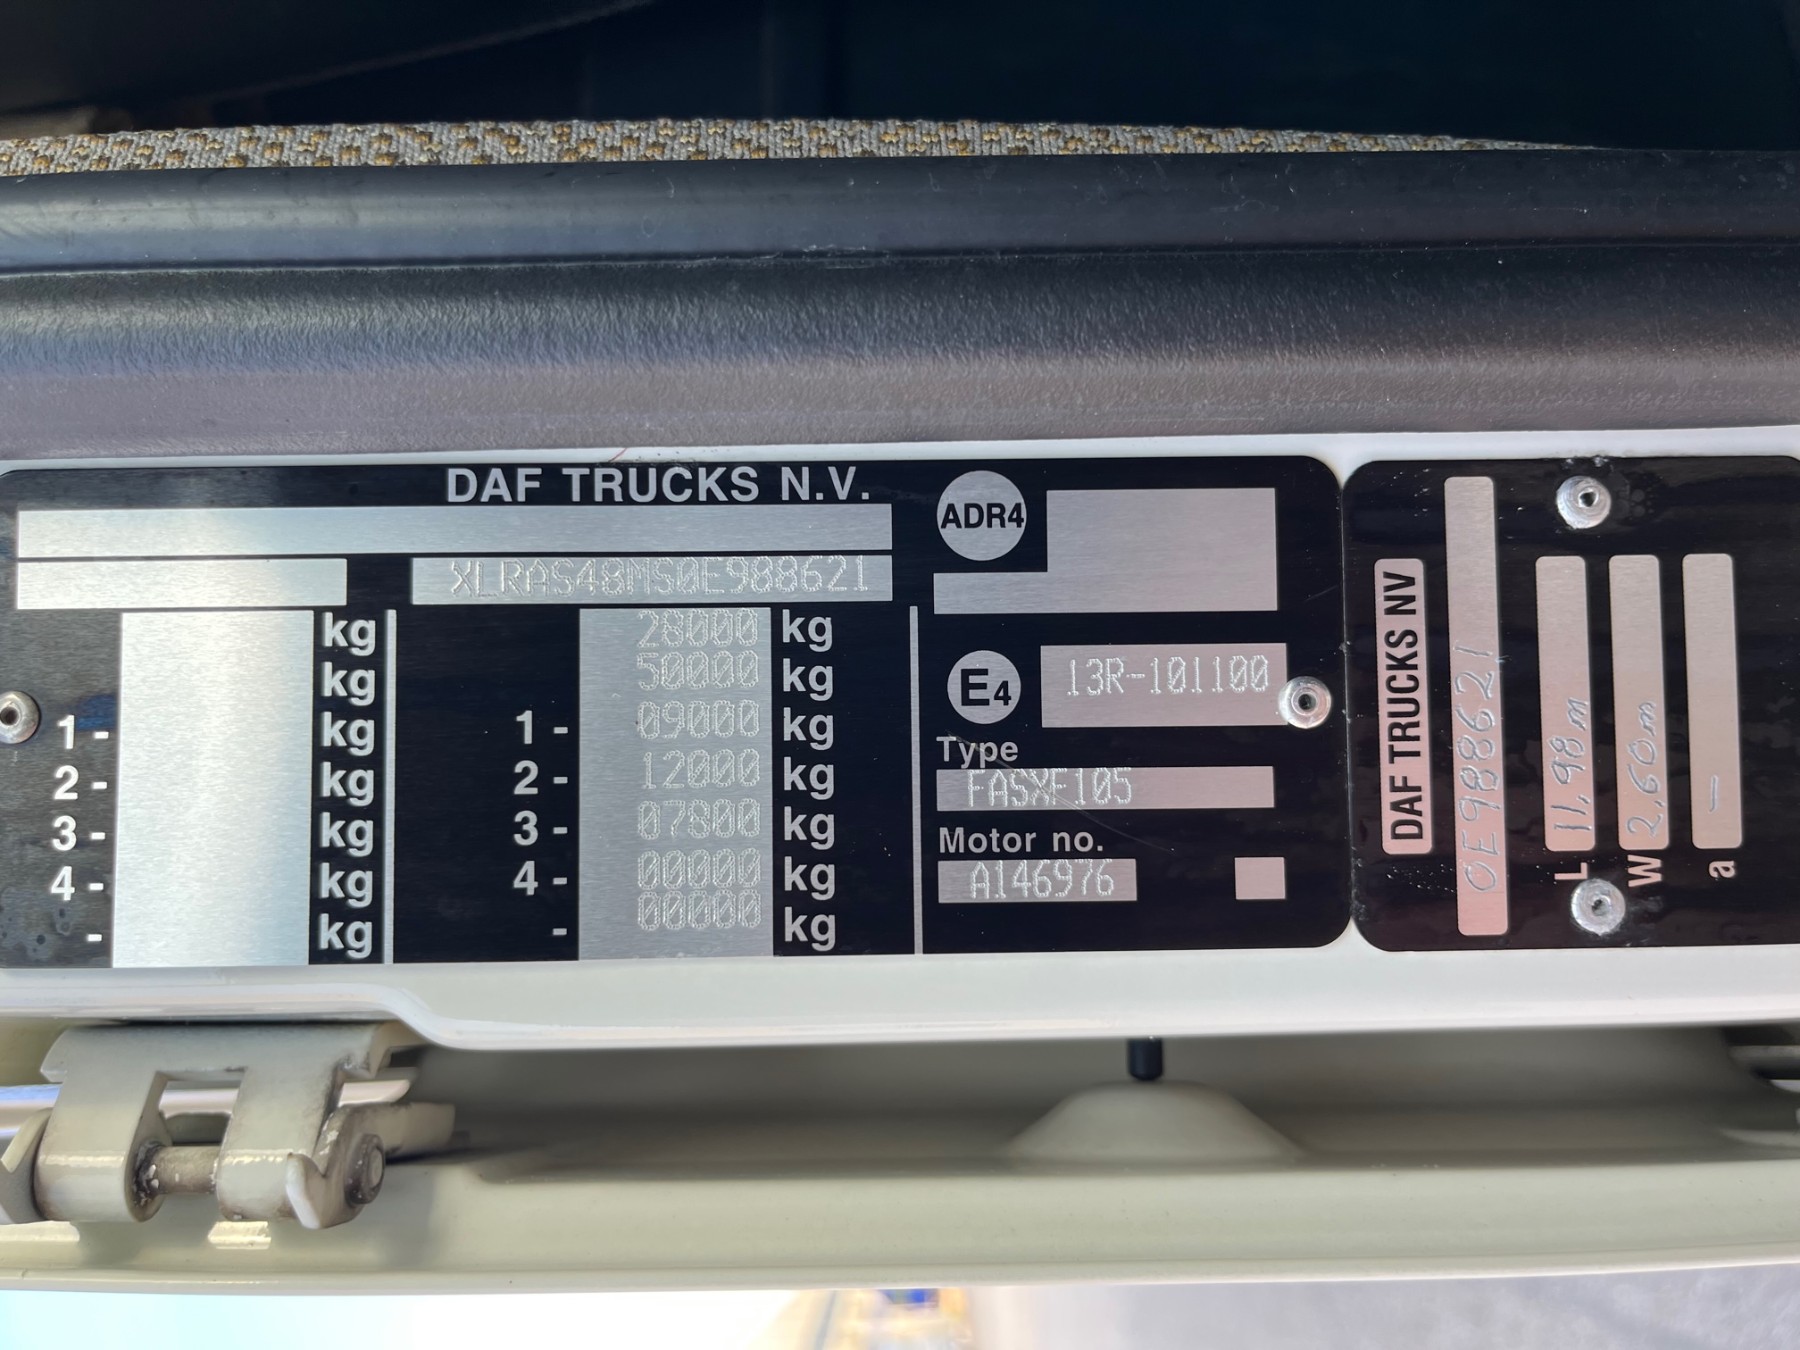 DAF TRUCKS N.V.
XLRAS48MS0E988621
kg
kg
1 - kg
2 - kg
3 - kg
4 - kg
- kg
28000 kg
50000 kg
1 - 09000 kg
2 - 12000 kg
3 - 07800 kg
4 - 00000 kg
- 00000 kg
ADR4
E4 13R-101100
Type
FASXF105
Motor no.
A146976
DAF TRUCKS NV
OE988621
L 11,98m
W 2,60m
a -